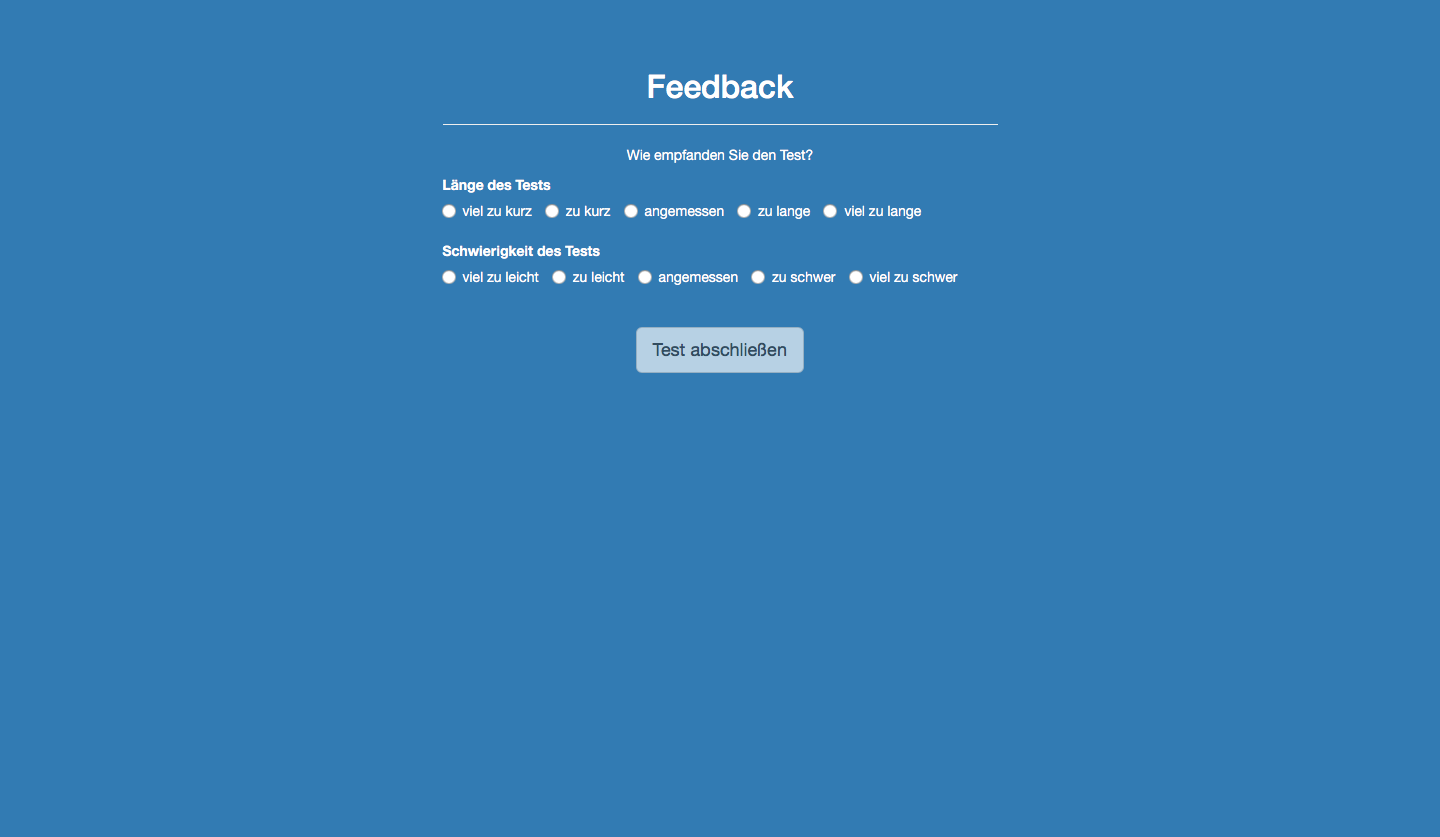 Feedback
Wie empfanden Sie den Test?
Länge des Tests
viel zu kurz zu kurz angemessen zu lange viel zu lange
Schwierigkeit des Tests
viel zu leicht zu leicht angemessen zu schwer viel zu schwer
Test abschließen